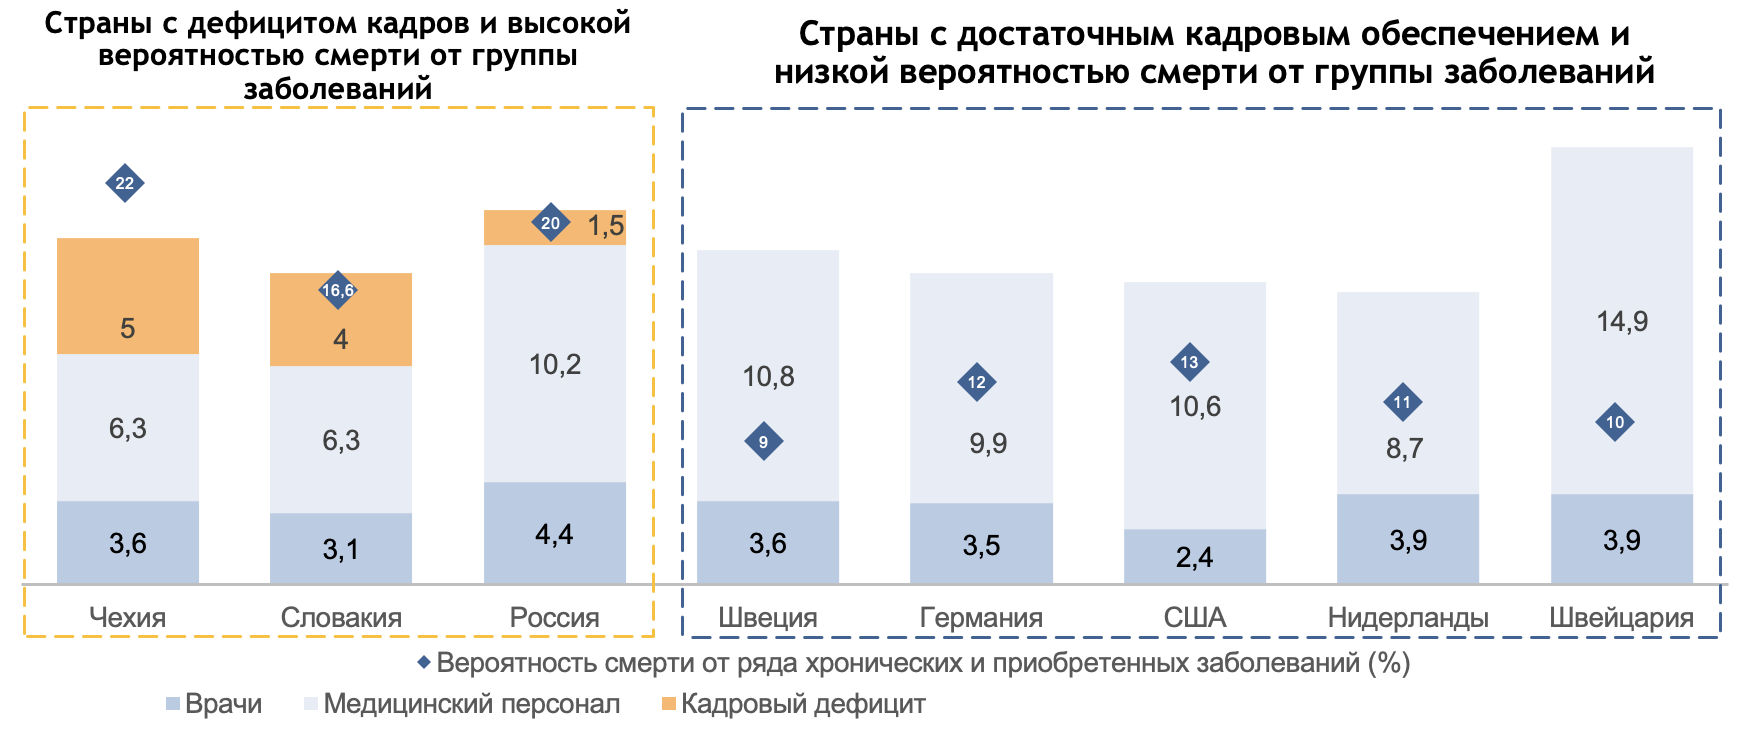 Страны с дефицитом кадров и высокой
вероятностью смерти от группы
заболеваний
Страны с достаточным кадровым обеспечением и
низкой вероятностью смерти от группы заболеваний
22
5
6,3
3,6
16,6
4
6,3
3,1
20
1,5
10,2
4,4
10,8
9
3,6
12
9,9
3,5
13
10,6
2,4
11
8,7
3,9
14,9
10
3,9
Чехия
Словакия
Россия
Швеция
Германия
США
Нидерланды
Швейцария
Вероятность смерти от ряда хронических и приобретенных заболеваний (%)
Врачи
Медицинский персонал
Кадровый дефицит